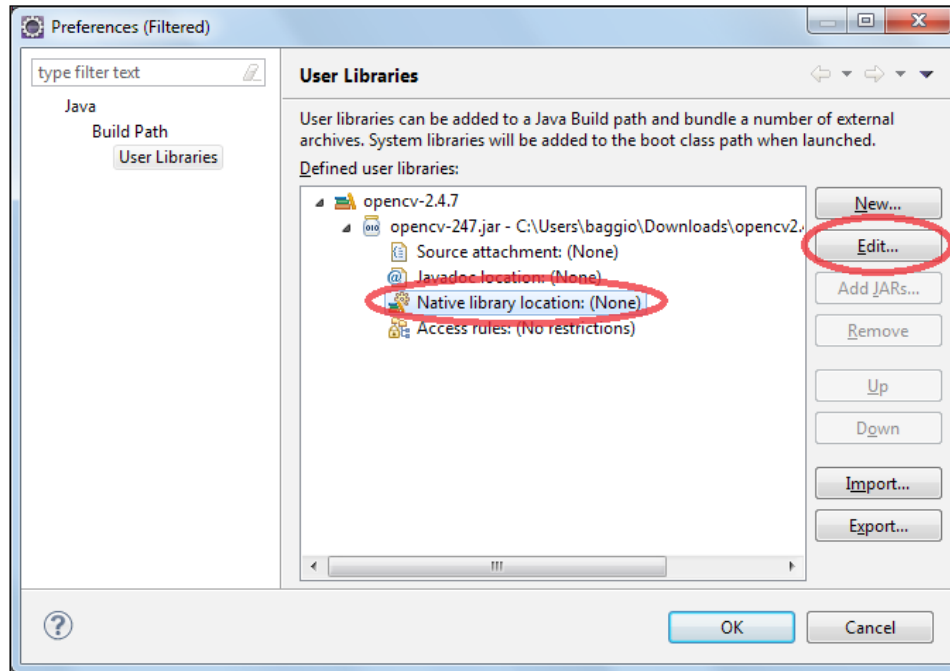 Preferences (Filtered)
type filter text
Java
Build Path
User Libraries
User Libraries
User libraries can be added to a Java Build path and bundle a number of external
archives. System libraries will be added to the boot class path when launched.
Defined user libraries:
opencv-2.4.7
opencv-247.jar - C:\Users\baggio\Downloads\opencv2.
Source attachment: (None)
Javadoc location: (None)
Native library location: (None)
Access rules: (No restrictions)
New...
Edit...
Add JARs...
Remove
Up
Down
Import...
Export...
OK
Cancel